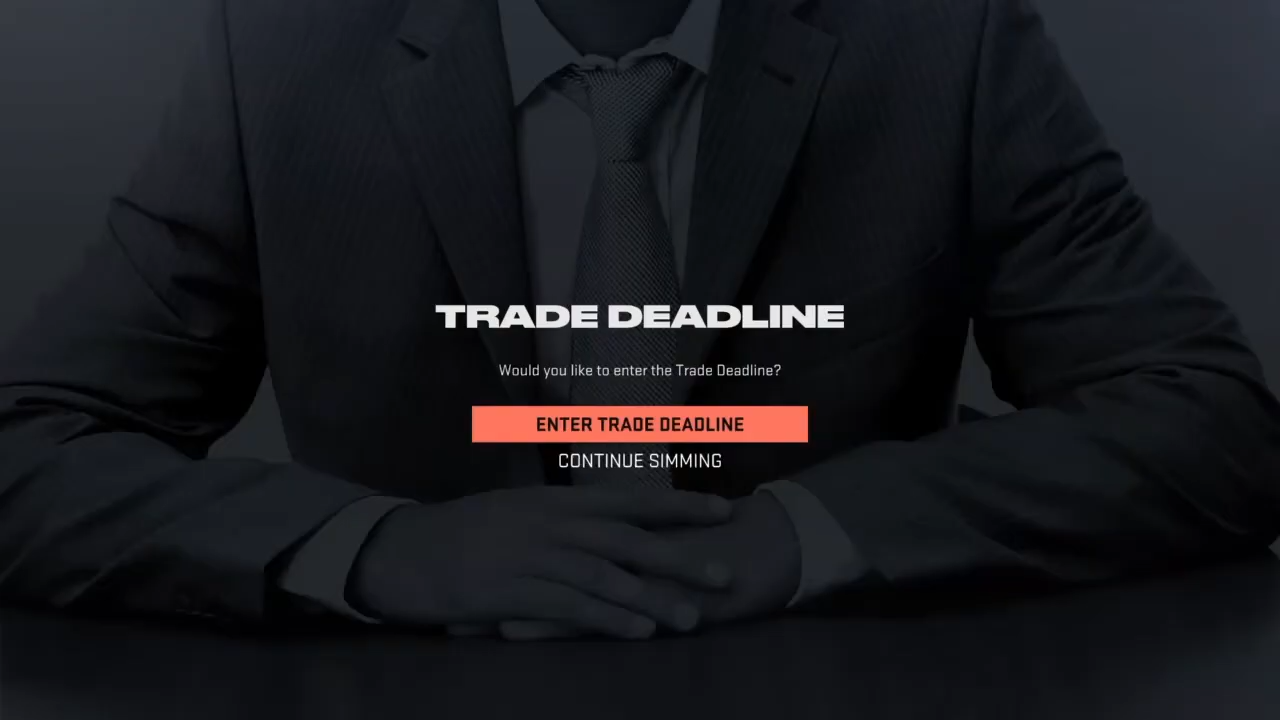 TRADE DEADLINE
Would you like to enter the Trade Deadline?
ENTER TRADE DEADLINE
CONTINUE SIMMING